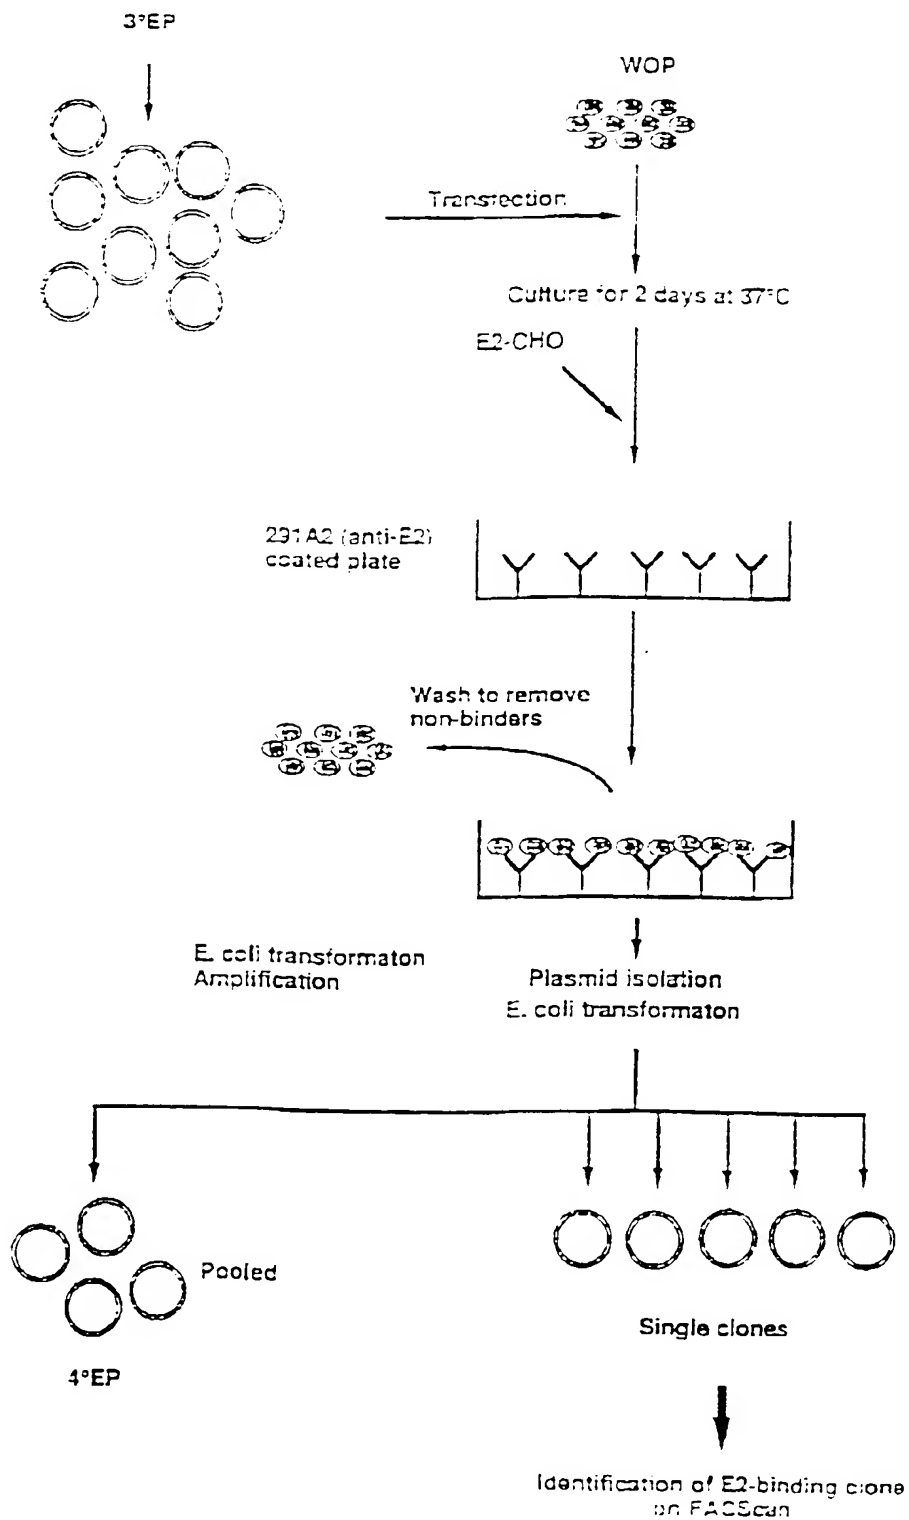 3°EP
WOP
Transfection
Culture for 2 days at 37°C
E2-CHO
291A2 (anti-E2)
coated plate
Wash to remove
non-binders
E. coli transformaton
Amplification
Plasmid isolation
E. coli transformaton
Pooled
4°EP
Single clones
Identification of E2-binding clone
on FACScan